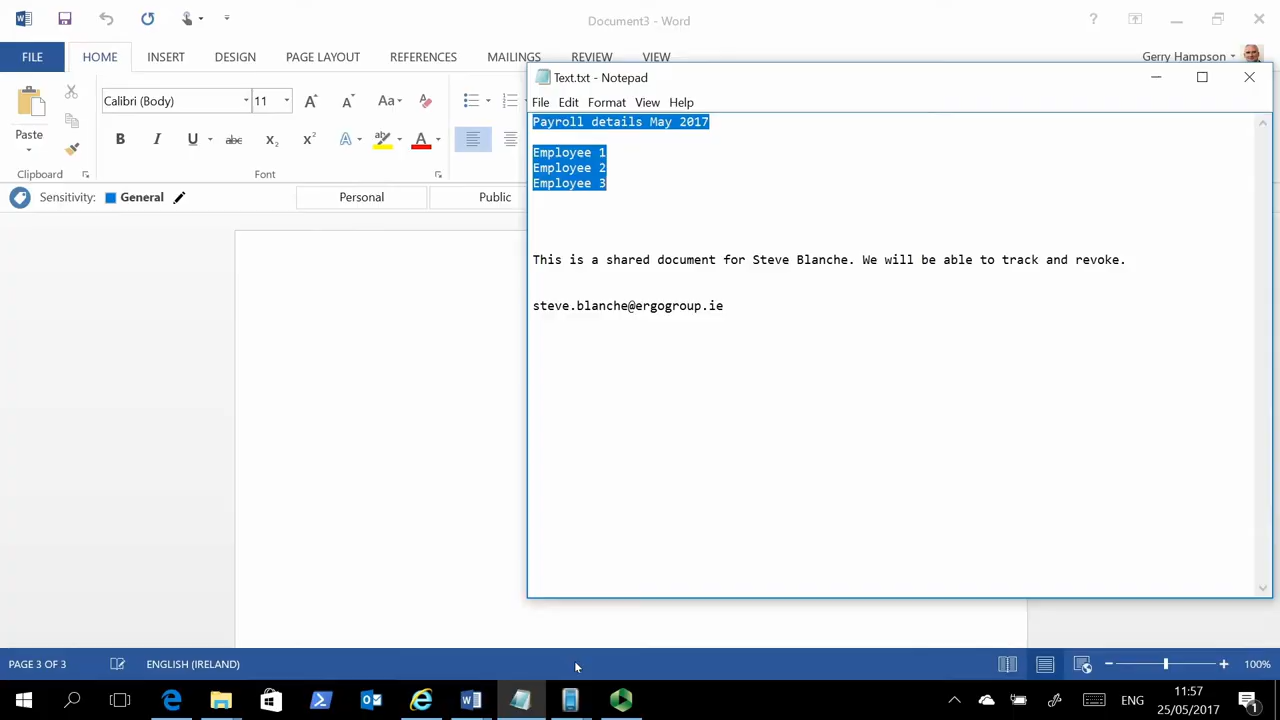 Document3 - Word
FILE HOME INSERT DESIGN PAGE LAYOUT REFERENCES MAILINGS REVIEW VIEW
Gerry Hampson
Calibri (Body) 11
Paste
Clipboard
Font
Sensitivity: General
Personal
Public
Text.txt - Notepad
File Edit Format View Help
Payroll details May 2017
Employee 1
Employee 2
Employee 3
This is a shared document for Steve Blanche. We will be able to track and revoke.
steve.blanche@ergogroup.ie
PAGE 3 OF 3
ENGLISH (IRELAND)
100%
ENG
11:57
25/05/2017